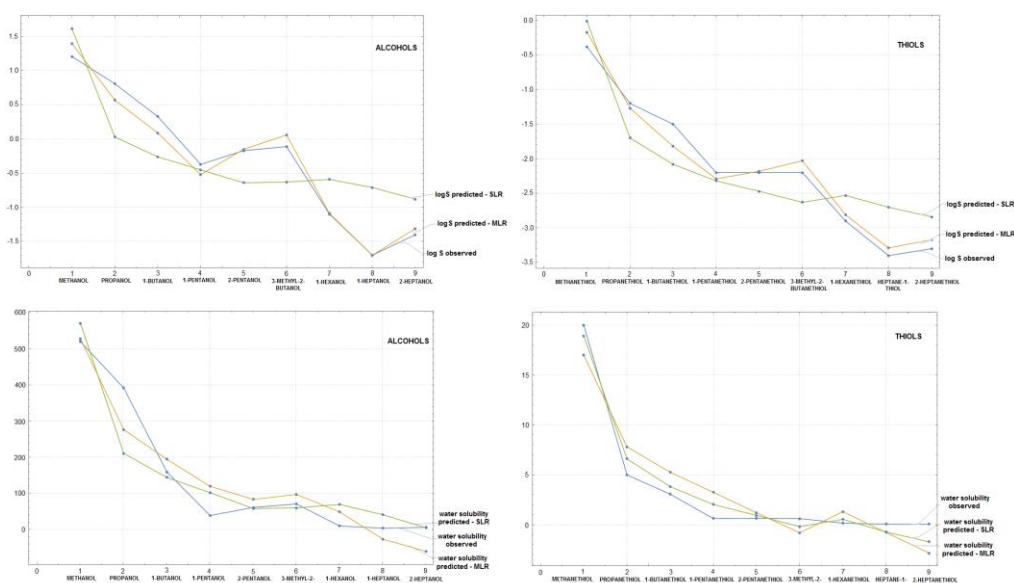 ALCOHOLS
1.5
1.0
0.5
0.0
-0.5
-1.0
-1.5
logS predicted - SLR
logS predicted - MLR
log S observed
0 1 2 3 4 5 6 7 8 9
METHANOL PROPANOL 1-BUTANOL 1-PENTANOL 2-PENTANOL 3-METHYL-2- 1-HEXANOL 1-HEPTANOL 2-HEPTANOL
BUTANOL
THIOLS
0.0
-0.5
-1.0
-1.5
-2.0
-2.5
-3.0
-3.5
logS predicted - SLR
logS predicted - MLR
log S observed
0 1 2 3 4 5 6 7 8 9
METHANETHIOL PROPANETHIOL 1-BUTANETHIOL 1-PENTANETHIOL 2-PENTANETHIOL 3-METHYL-2- 1-HEXANETHIOL HEPTANE-1- 2-HEPTANETHIOL
BUTANETHIOL THIOL
ALCOHOLS
600
500
400
300
200
100
0
water solubility
predicted - SLR
water solubility
observed
water solubility
predicted - MLR
0 1 2 3 4 5 6 7 8 9
METHANOL PROPANOL 1-BUTANOL 1-PENTANOL 2-PENTANOL 3-METHYL-2- 1-HEXANOL 1-HEPTANOL 2-HEPTANOL
THIOLS
20
15
10
5
0
water solubility
observed
water solubility
predicted - SLR
water solubility
predicted - MLR
0 1 2 3 4 5 6 7 8 9
METHANETHIOL PROPANETHIOL 1-BUTANETHIOL 1-PENTANETHIOL 2-PENTANETHIOL 3-METHYL-2- 1-HEXANETHIOL HEPTANE-1- 2-HEPTANETHIOL